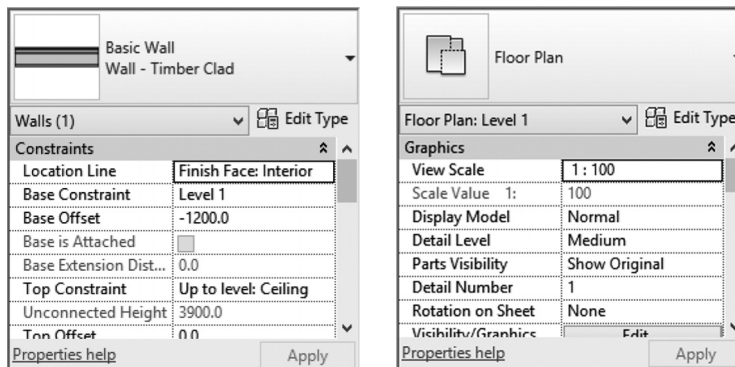 Basic Wall
Wall - Timber Clad
Walls (1)
Edit Type
Constraints
Location Line Finish Face: Interior
Base Constraint Level 1
Base Offset -1200.0
Base is Attached
Base Extension Dist... 0.0
Top Constraint Up to level: Ceiling
Unconnected Height 3900.0
Top Offset 0.0
Properties help
Apply
Floor Plan
Floor Plan: Level 1
Edit Type
Graphics
View Scale 1 : 100
Scale Value 1: 100
Display Model Normal
Detail Level Medium
Parts Visibility Show Original
Detail Number 1
Rotation on Sheet None
Visibility/Graphics Edit
Properties help
Apply